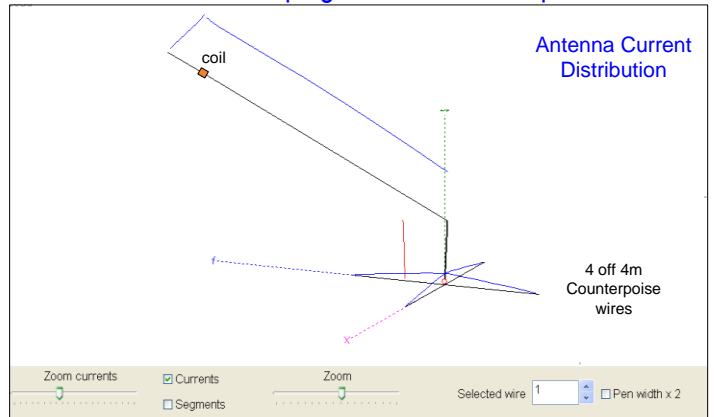 Antenna Current
Distribution
coil
4 off 4m
Counterpoise
wires
X
Zoom currents
Currents
Segments
Zoom
Selected wire 1
Pen width x 2